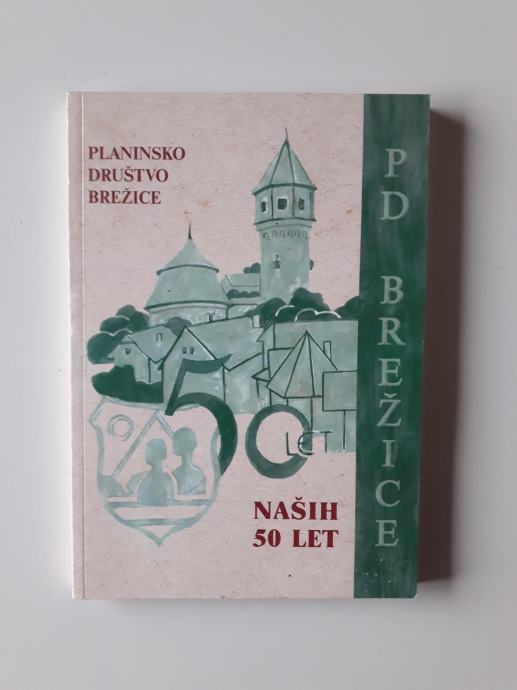 PLANINSKO
DRUŠTVO
BREŽICE
PD BREŽICE
50
LET
NAŠIH
50 LET